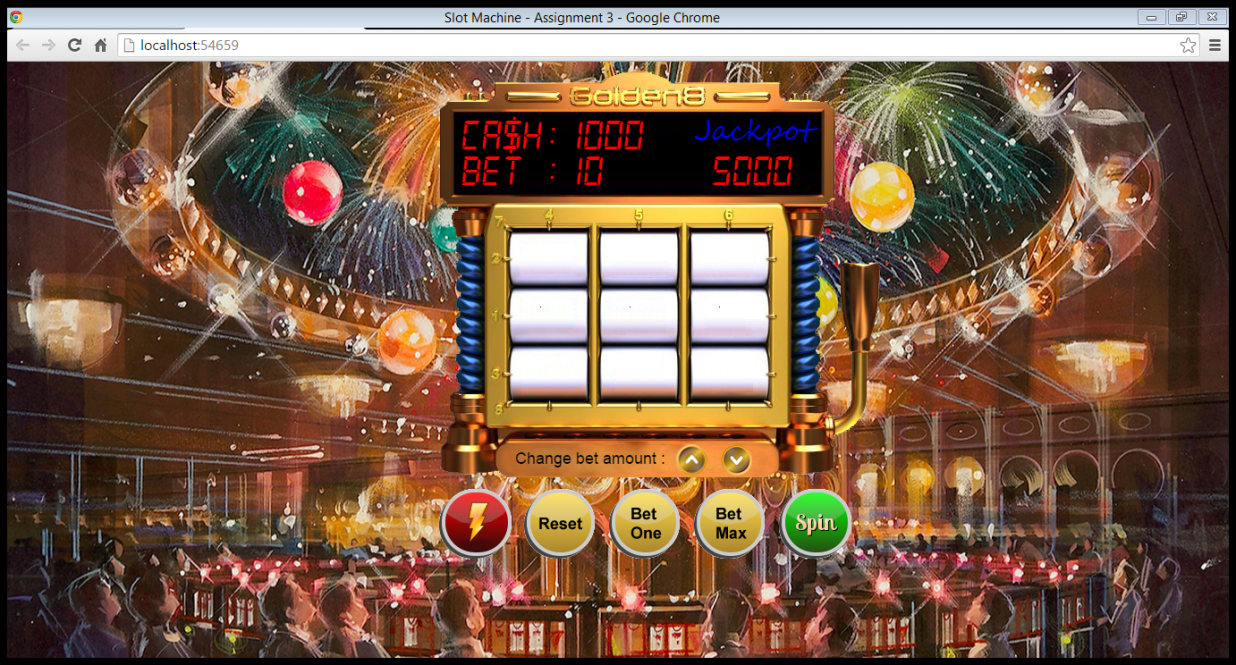 Slot Machine - Assignment 3 - Google Chrome
localhost:54659
Golden8
CA$H : 1000
Jackpot
BET : 10
5000
7 4 5 6
2
1
3
8
Change bet amount :
Reset
Bet
One
Bet
Max
Spin